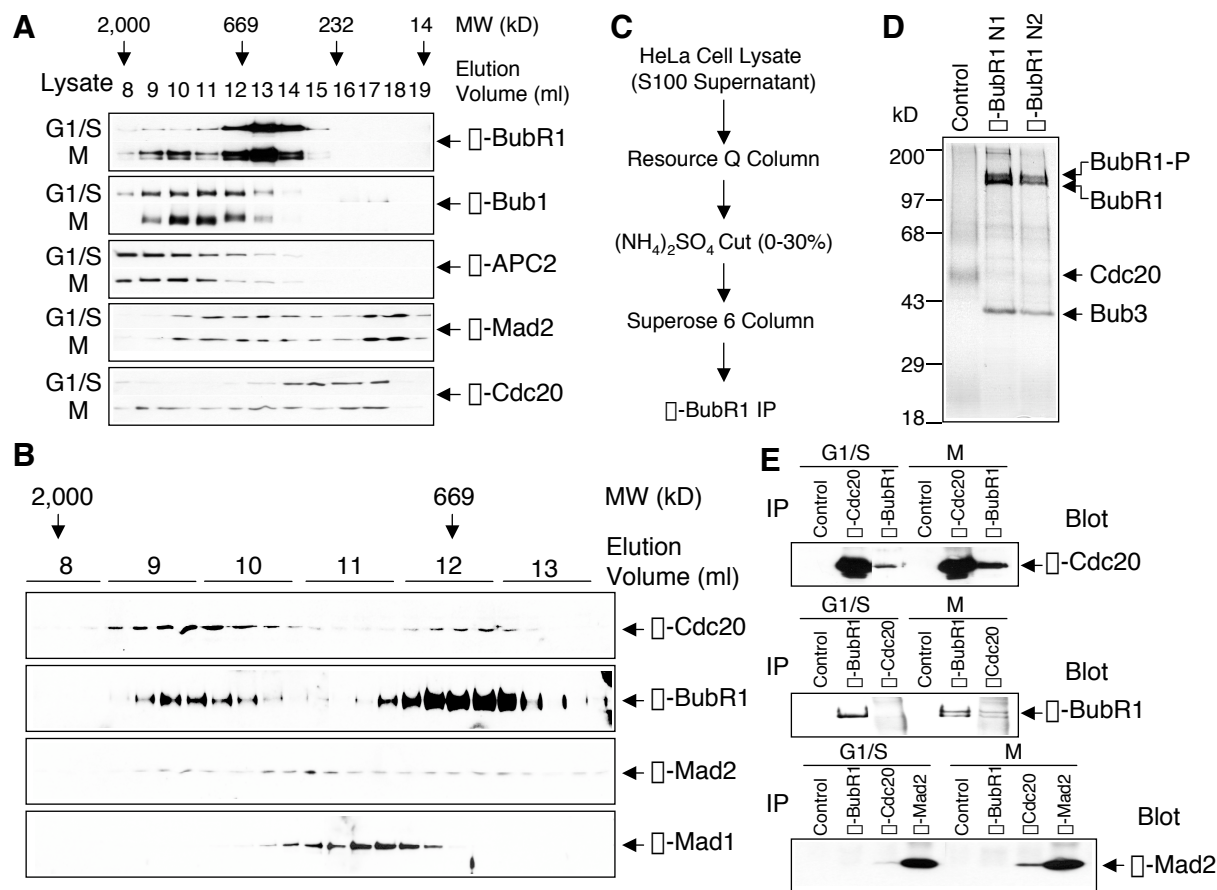 A
2,000 669 232 14 MW (kD)
Lysate 8 9 10 11 12 13 14 15 16 17 18 19 Elution Volume (ml)
G1/S
M
▯-BubR1
G1/S
M
▯-Bub1
G1/S
M
▯-APC2
G1/S
M
▯-Mad2
G1/S
M
▯-Cdc20
B
2,000 669 MW (kD)
8 9 10 11 12 13 Elution Volume (ml)
▯-Cdc20
▯-BubR1
▯-Mad2
▯-Mad1
C
HeLa Cell Lysate
(S100 Supernatant)
Resource Q Column
(NH4)2SO4 Cut (0-30%)
Superose 6 Column
▯-BubR1 IP
D
kD
Control
▯-BubR1 N1
▯-BubR1 N2
200
97
68
43
29
18
BubR1-P
BubR1
Cdc20
Bub3
E
G1/S M
IP Control ▯-Cdc20 ▯-BubR1 Control ▯-Cdc20 ▯-BubR1 Blot
▯-Cdc20
G1/S M
IP Control ▯-BubR1 ▯-Cdc20 Control ▯-BubR1 ▯Cdc20 Blot
▯-BubR1
G1/S M
IP Control ▯-BubR1 ▯-Cdc20 ▯-Mad2 Control ▯-BubR1 ▯Cdc20 ▯-Mad2 Blot
▯-Mad2